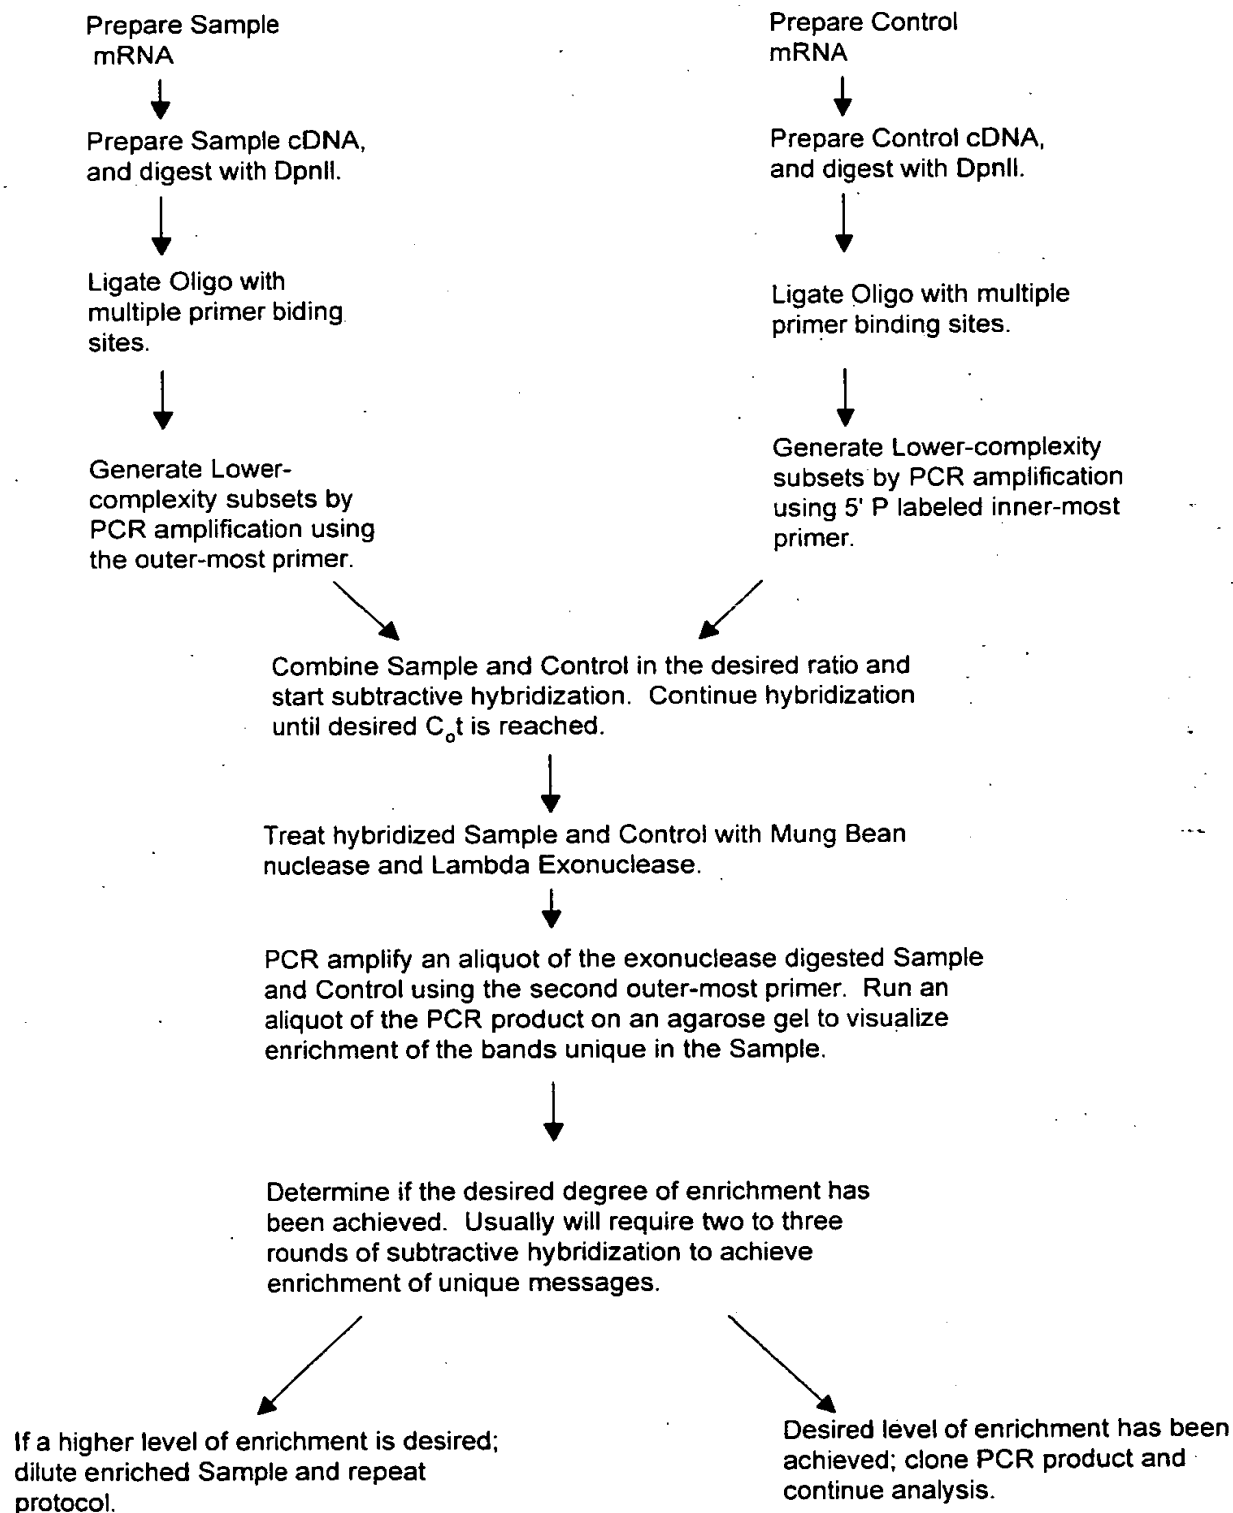 Prepare Sample
mRNA
Prepare Control
mRNA
Prepare Sample cDNA,
and digest with DpnII.
Prepare Control cDNA,
and digest with DpnII.
Ligate Oligo with
multiple primer biding
sites.
Ligate Oligo with multiple
primer binding sites.
Generate Lower-
complexity subsets by
PCR amplification using
the outer-most primer.
Generate Lower-complexity
subsets by PCR amplification
using 5' P labeled inner-most
primer.
Combine Sample and Control in the desired ratio and
start subtractive hybridization. Continue hybridization
until desired Cot is reached.
Treat hybridized Sample and Control with Mung Bean
nuclease and Lambda Exonuclease.
PCR amplify an aliquot of the exonuclease digested Sample
and Control using the second outer-most primer. Run an
aliquot of the PCR product on an agarose gel to visualize
enrichment of the bands unique in the Sample.
Determine if the desired degree of enrichment has
been achieved. Usually will require two to three
rounds of subtractive hybridization to achieve
enrichment of unique messages.
If a higher level of enrichment is desired;
dilute enriched Sample and repeat
protocol.
Desired level of enrichment has been
achieved; clone PCR product and
continue analysis.